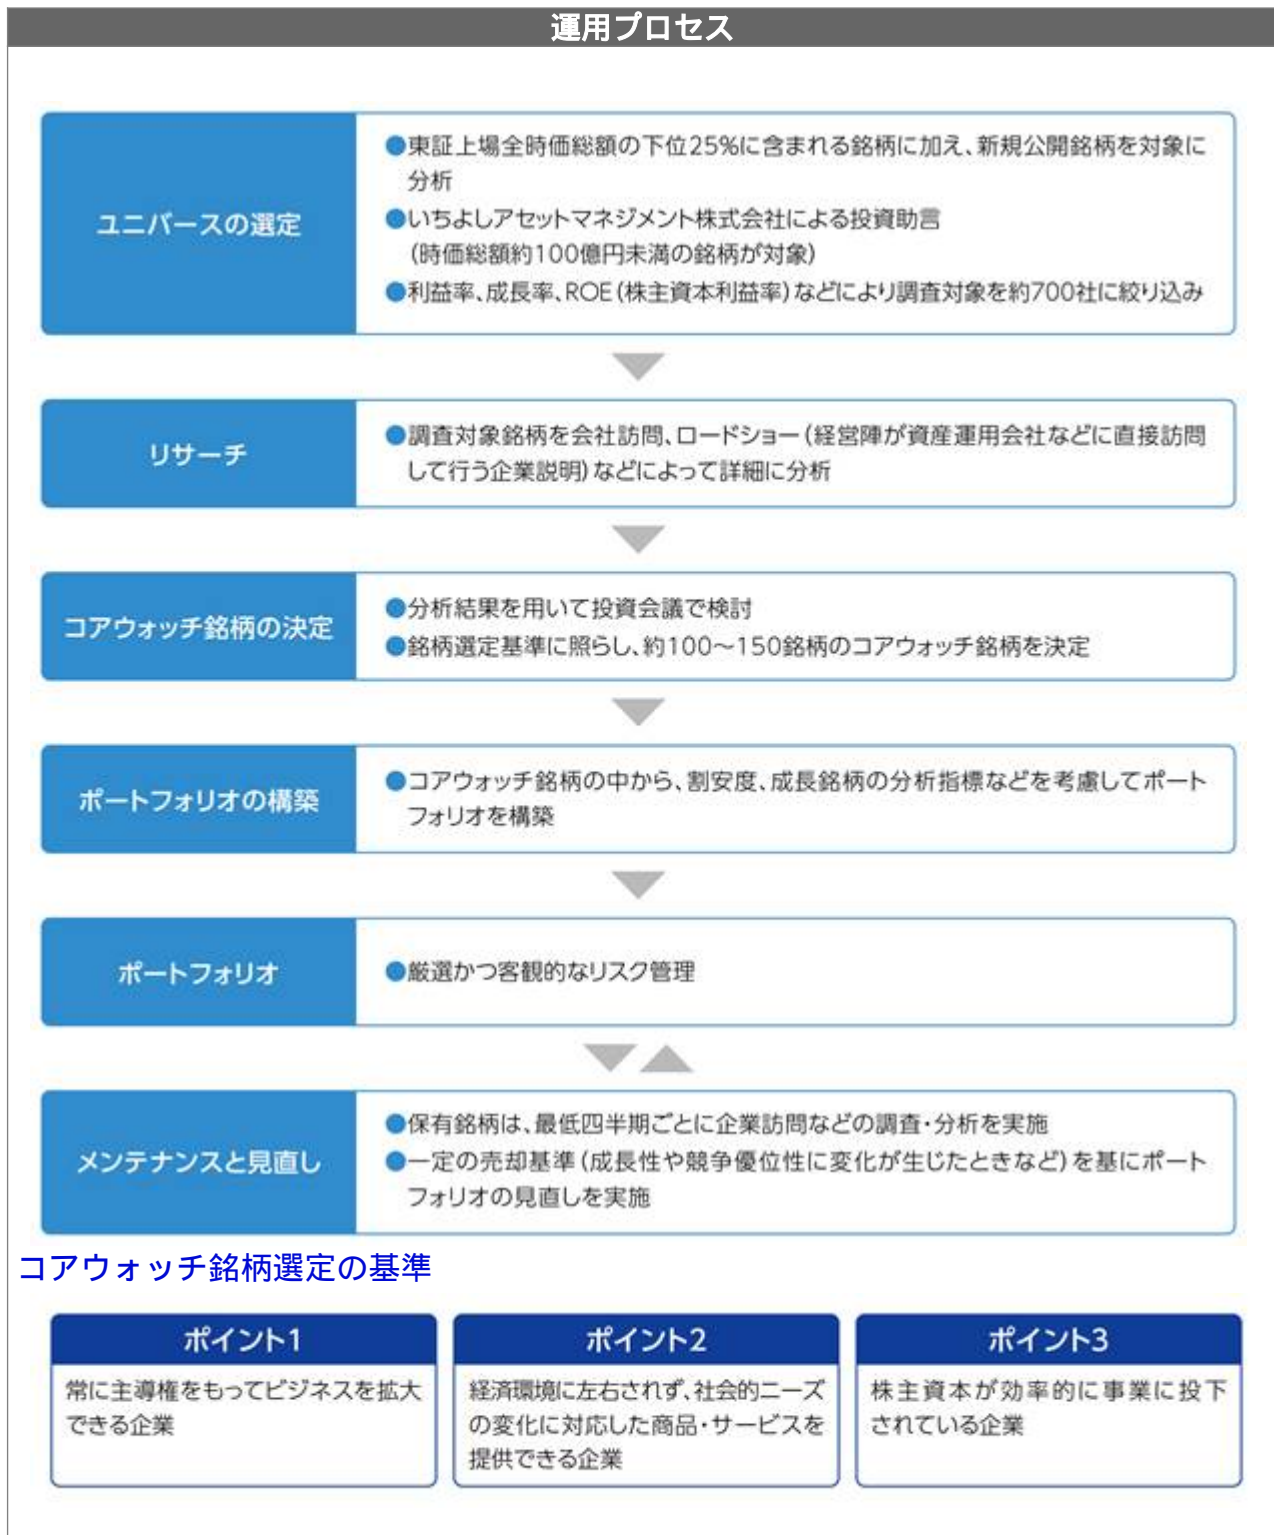 運用プロセス
ユニバースの選定
●東証上場全時価総額の下位25%に含まれる銘柄に加え、新規公開銘柄を対象に
分析
●いちよしアセットマネジメント株式会社による投資助言
(時価総額約100億円未満の銘柄が対象)
●利益率、成長率、ROE(株主資本利益率)などにより調査対象を約700社に絞り込み
リサーチ
●調査対象銘柄を会社訪問、ロードショー(経営陣が資産運用会社などに直接訪問
して行う企業説明)などによって詳細に分析
コアウォッチ銘柄の決定
●分析結果を用いて投資会議で検討
●銘柄選定基準に照らし、約100〜150銘柄のコアウォッチ銘柄を決定
ポートフォリオの構築
●コアウォッチ銘柄の中から、割安度、成長銘柄の分析指標などを考慮してポート
フォリオを構築
ポートフォリオ
●厳選かつ客観的なリスク管理
メンテナンスと見直し
●保有銘柄は、最低四半期ごとに企業訪問などの調査・分析を実施
●一定の売却基準(成長性や競争優位性に変化が生じたときなど)を基にポート
フォリオの見直しを実施
コアウォッチ銘柄選定の基準
ポイント1
常に主導権をもってビジネスを拡大
できる企業
ポイント2
経済環境に左右されず、社会的ニーズ
の変化に対応した商品・サービスを
提供できる企業
ポイント3
株主資本が効率的に事業に投下
されている企業